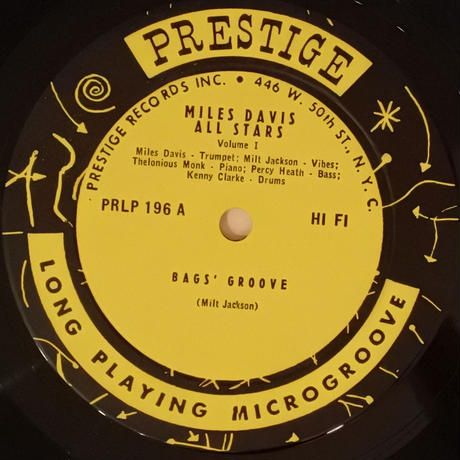 PRESTIGE
PRESTIGE RECORDS INC. • 446 W. 50th ST., N. Y. C.
MILES DAVIS
ALL STARS
Volume I
Miles Davis - Trumpet; Milt Jackson - Vibes;
Thelonious Monk - Piano; Percy Heath - Bass;
Kenny Clarke - Drums
PRLP 196 A
HI FI
BAGS' GROOVE
(Milt Jackson)
LONG PLAYING MICROGROOVE